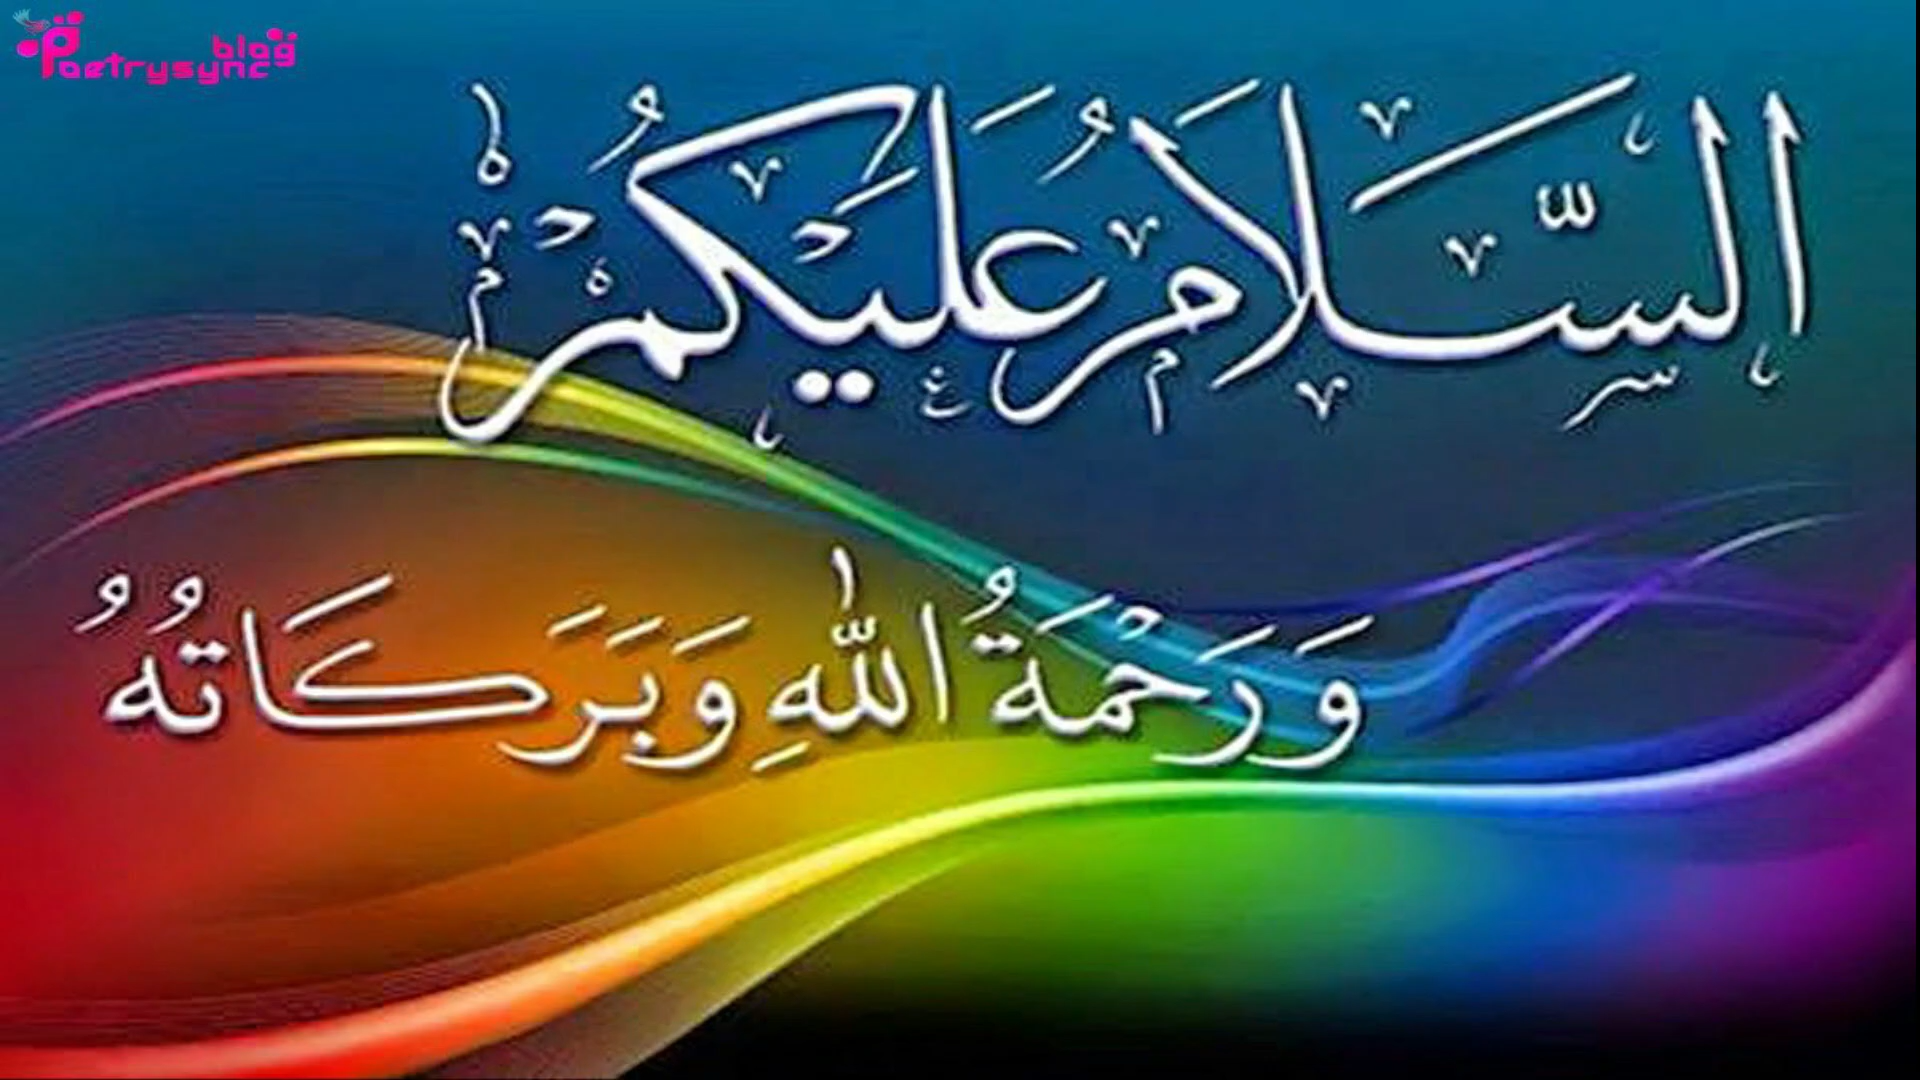 Poetrysync blog
السَّلَامُ عَلَيْكُمْ
وَرَحْمَةُ اللّٰهِ وَبَرَكَاتُهُ